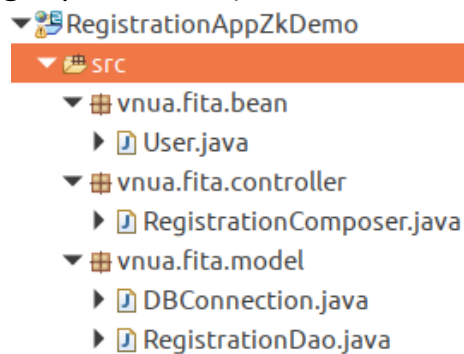 RegistrationAppZkDemo
src
vnua.fita.bean
User.java
vnua.fita.controller
RegistrationComposer.java
vnua.fita.model
DBConnection.java
RegistrationDao.java